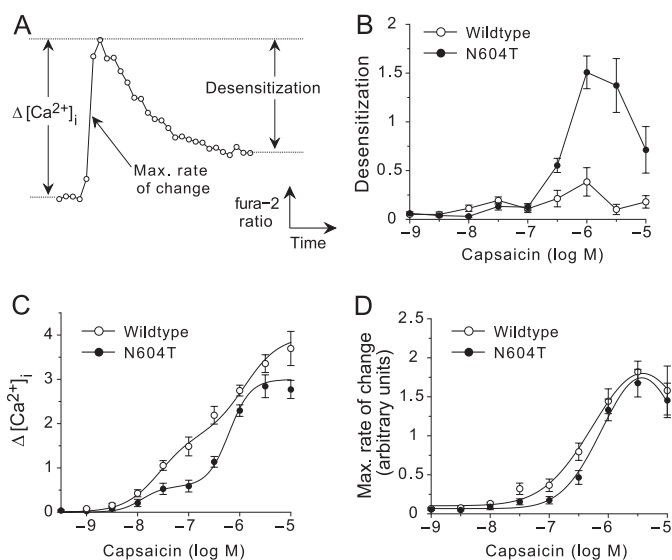 A
Δ [Ca²⁺]i
Desensitization
Max. rate
of change
fura−2
ratio
Time
B
Wildtype
N604T
Desensitization
2
1.5
1
0.5
0
−9
−8
−7
−6
−5
Capsaicin (log M)
C
Wildtype
N604T
Δ [Ca²⁺]i
4
3
2
1
0
−9
−8
−7
−6
−5
Capsaicin (log M)
D
Wildtype
N604T
Max. rate of change
(arbitrary units)
2
1.5
1
0.5
0
−9
−8
−7
−6
−5
Capsaicin (log M)